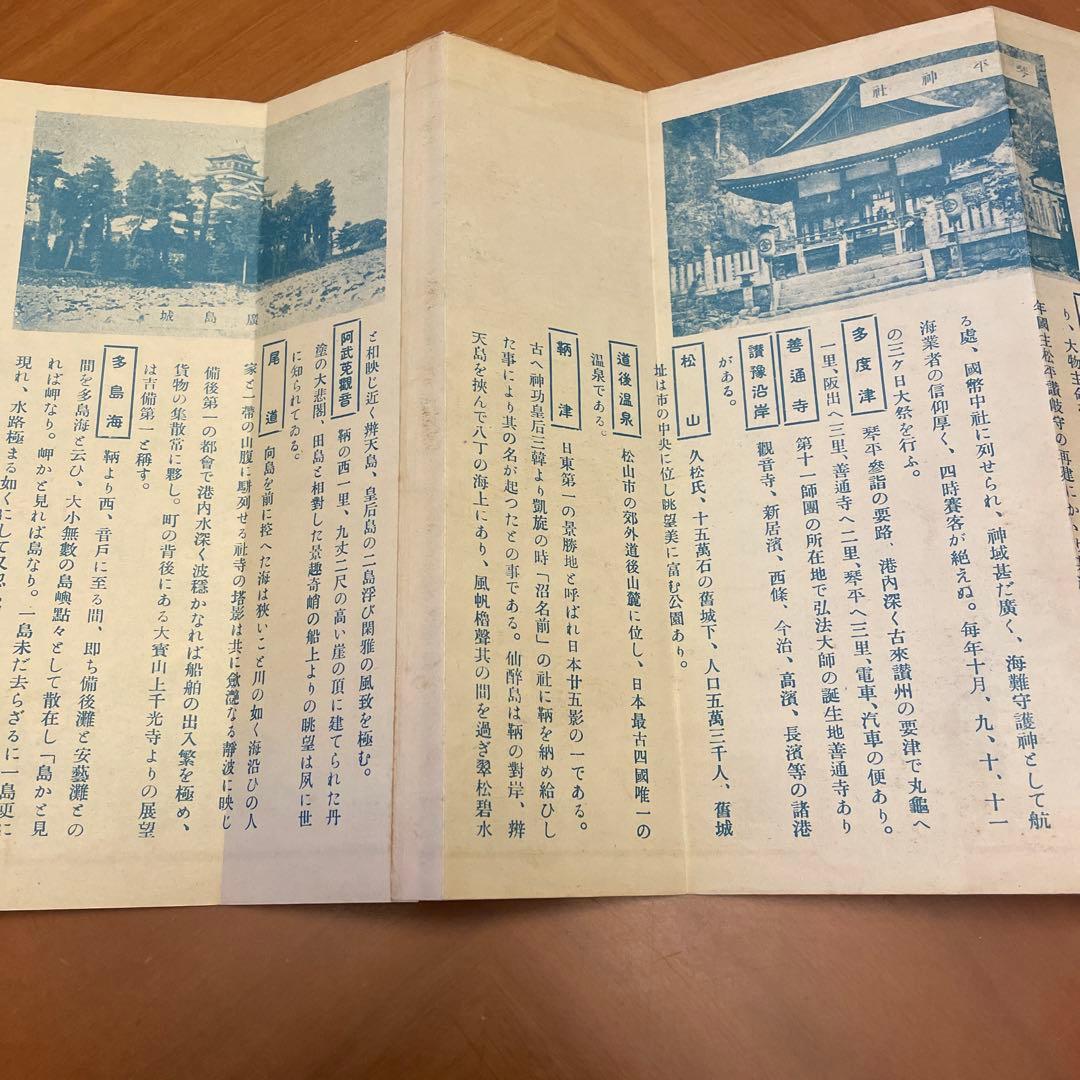 琴平神社
り、大物主命、
年國主松平讃岐守の再建にかゝる
る處、國幣中社に列せられ、神域甚だ廣く、海難守護神として航
海業者の信仰厚く、四時賽客が絶えぬ。毎年十月、九、十、十一
の三ケ日大祭を行ふ。
多度津 琴平參詣の要路、港内深く古來讃州の要津で丸龜へ
一里、阪出へ三里、善通寺へ二里、琴平へ三里、電車、汽車の便あり。
善通寺 第十一師團の所在地で弘法大師の誕生地善通寺あり
讃豫沿岸 觀音寺、新居濱、西條、今治、高濱、長濱等の諸港
がある。
松山 久松氏、十五萬石の舊城下、人口五萬三千人、舊城
址は市の中央に位し眺望美に富む公園あり。
道後溫泉 松山市の郊外道後山麓に位し、日本最古四國唯一の
温泉である。
鞆津 日東第一の景勝地と呼ばれ日本廿五影の一である。
古へ神功皇后三韓より凱旋の時「沼名前」の社に鞆を納め給ひし
た事により其の名が起つたとの事である。仙醉島は鞆の對岸、辨
天島を挾んで八丁の海上にあり、風帆櫓聲其の間を過ぎ翠松碧水
廣島城
と相映じ近く辨天島、皇后島の二島浮び閑雅の風致を極む。
阿武兎觀音 鞆の西一里、九丈二尺の高い崖の頂に建てられた丹
塗の大悲閣、田島と相對した景趣奇峭の船上よりの眺望は夙に世
に知られてゐる。
尾道 向島を前に控へた海は狹いこと川の如く海沿ひの人
家と一帶の山腹に駢列せる社寺の塔影は共に瀲灔なる靜波に映じ
備後第一の都會で港内水深く波穩かなれば船舶の出入繁を極め、
貨物の集散常に夥し。町の背後にある大寳山上千光寺よりの展望
は吉備第一と稱す。
多島海 鞆より西、音戸に至る間、即ち備後灘と安藝灘との
間を多島海と云ひ、大小無數の島嶼點々として散在し「島かと見
れば岬なり。岬かと見れば島なり。一島未だ去らざるに一島更に
現れ、水路極まる如くにして又